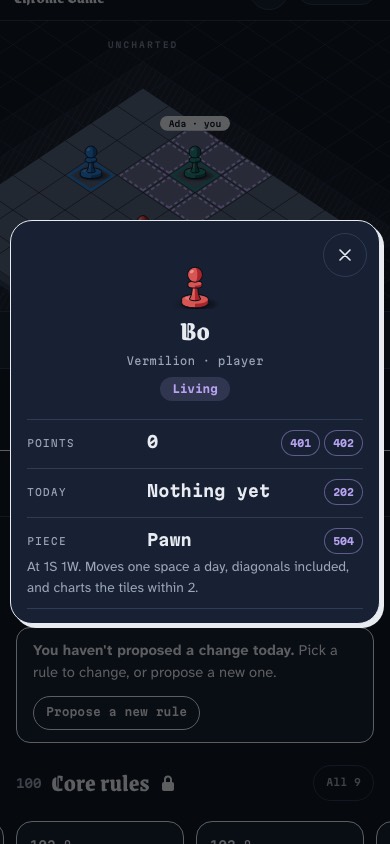 Chrome Game
UNCHARTED
Ada · you
Bo
Vermilion · player
Living
POINTS 0 401 402
TODAY Nothing yet 202
PIECE Pawn 504
At 1S 1W. Moves one space a day, diagonals included,
and charts the tiles within 2.
You haven't proposed a change today. Pick a
rule to change, or propose a new one.
Propose a new rule
100 Core rules All 9